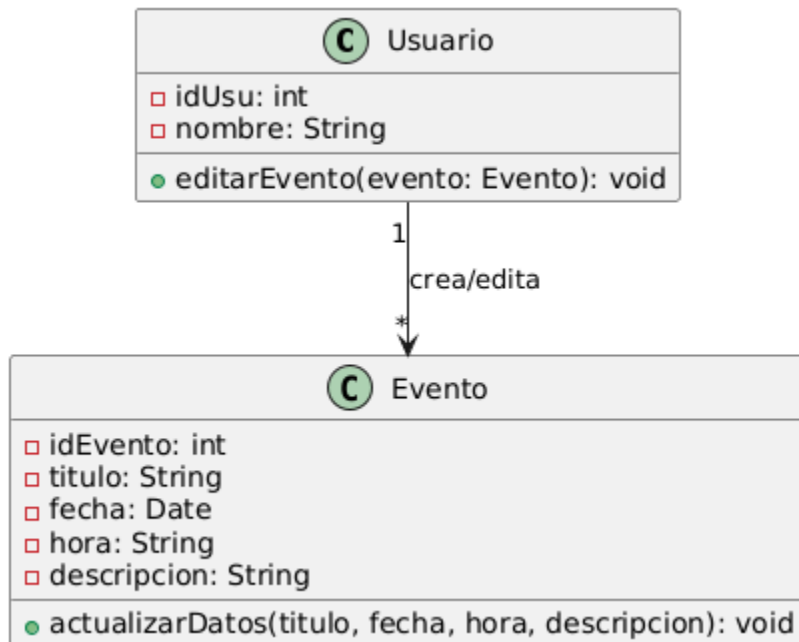 C Usuario
idUsu: int
nombre: String
editarEvento(evento: Evento): void
1
crea/edita
*
C Evento
idEvento: int
titulo: String
fecha: Date
hora: String
descripcion: String
actualizarDatos(titulo, fecha, hora, descripcion): void